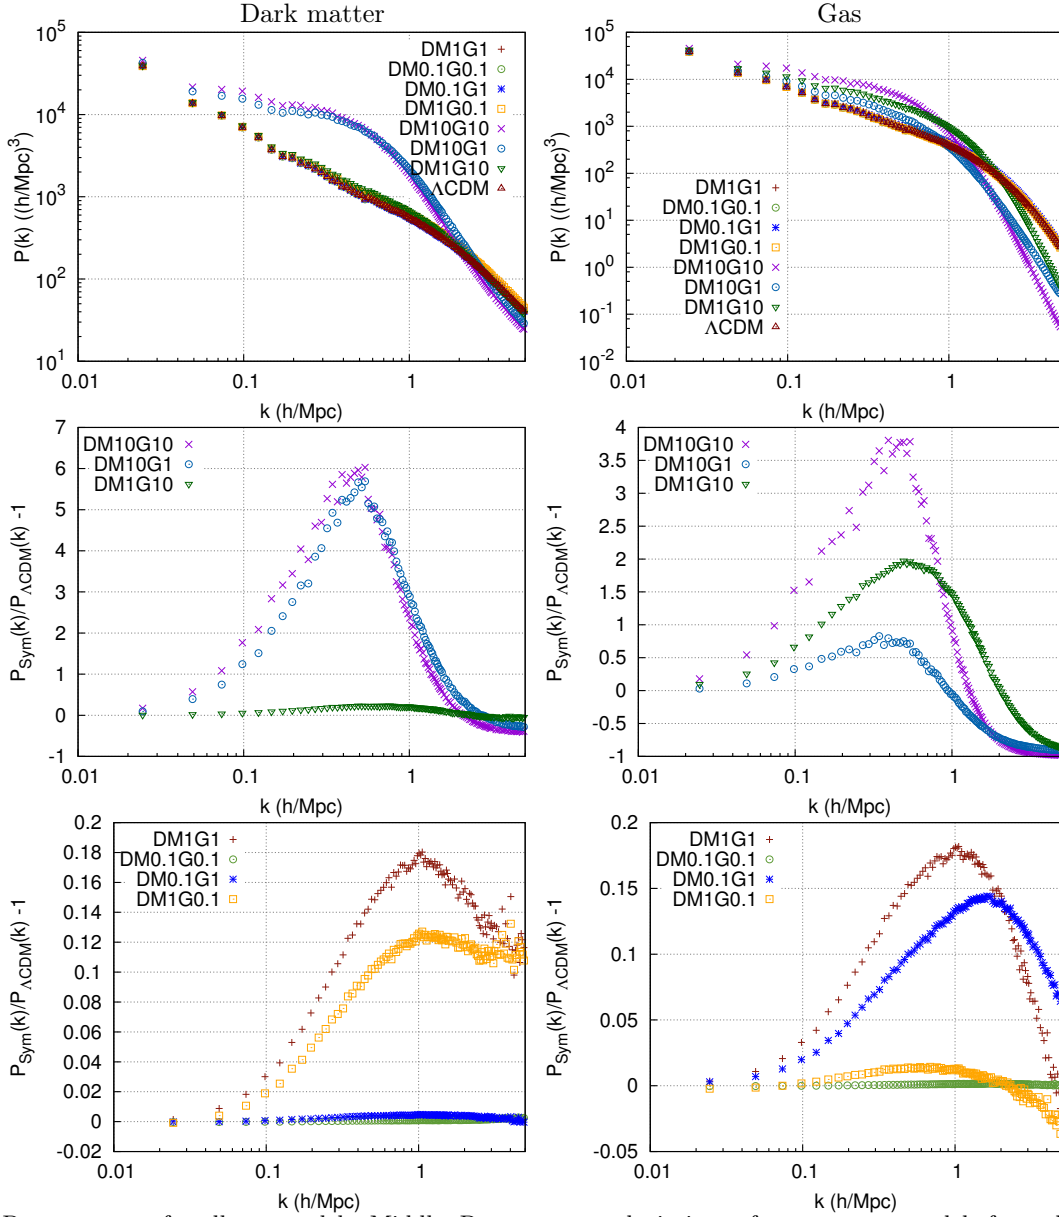 Dark matter
Gas
10^5
10^4
10^3
10^2
10^1
P(k) ((h/Mpc)^3)
DM1G1
DM0.1G0.1
DM0.1G1
DM1G0.1
DM10G10
DM10G1
DM1G10
ΛCDM
0.01 0.1 1
k (h/Mpc)
10^5
10^4
10^3
10^2
10^1
10^0
10^-1
10^-2
P(k) ((h/Mpc)^3)
DM1G1
DM0.1G0.1
DM0.1G1
DM1G0.1
DM10G10
DM10G1
DM1G10
ΛCDM
0.01 0.1 1
k (h/Mpc)
7
6
5
4
3
2
1
0
-1
P_Sym(k)/P_ΛCDM(k) -1
DM10G10
DM10G1
DM1G10
0.01 0.1 1
k (h/Mpc)
4
3.5
3
2.5
2
1.5
1
0.5
0
-0.5
-1
P_Sym(k)/P_ΛCDM(k) -1
DM10G10
DM10G1
DM1G10
0.01 0.1 1
k (h/Mpc)
0.2
0.18
0.16
0.14
0.12
0.1
0.08
0.06
0.04
0.02
0
-0.02
P_Sym(k)/P_ΛCDM(k) -1
DM1G1
DM0.1G0.1
DM0.1G1
DM1G0.1
0.01 0.1 1
k (h/Mpc)
0.2
0.15
0.1
0.05
0
-0.05
P_Sym(k)/P_ΛCDM(k) -1
DM1G1
DM0.1G0.1
DM0.1G1
DM1G0.1
0.01 0.1 1
k (h/Mpc)